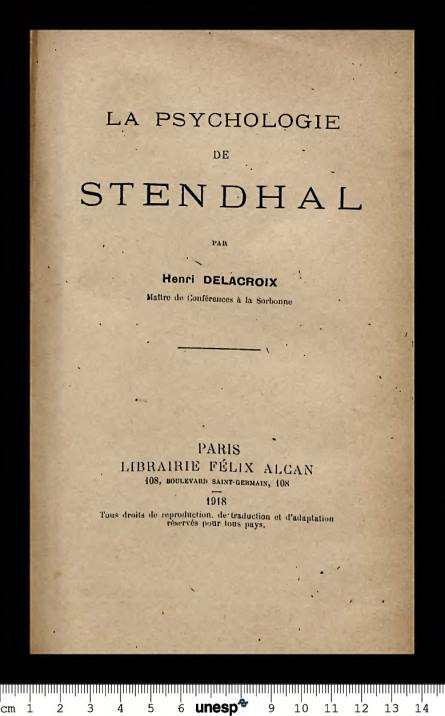 LA PSYCHOLOGIE
DE
STENDHAL
PAR
Henri DELACROIX
Maître de Conférences à la Sorbonne
PARIS
LIBRAIRIE FÉLIX ALCAN
108, BOULEVARD SAINT-GERMAIN, 108
1918
Tous droits de reproduction, de traduction et d'adaptation
réservés pour tous pays.
cm 1 2 3 4 5 6 unesp 9 10 11 12 13 14